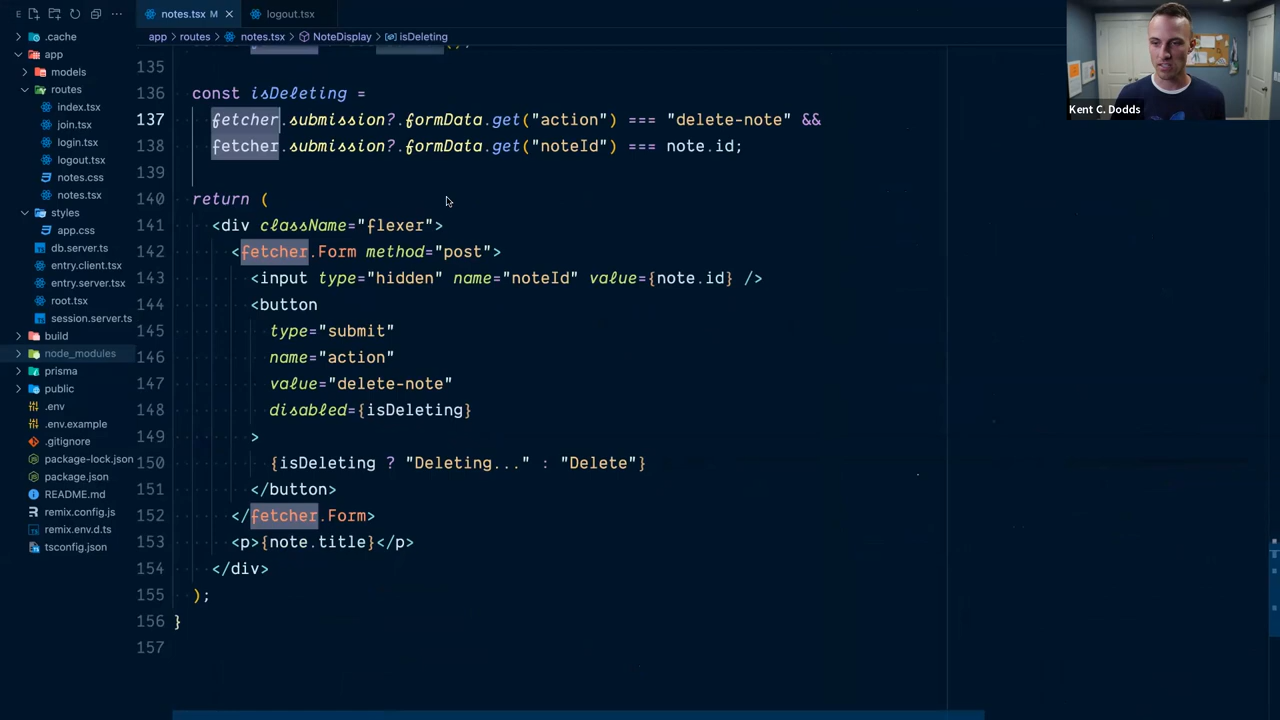 E
notes.tsx M
logout.tsx
.cache
app
models
routes
index.tsx
join.tsx
login.tsx
logout.tsx
notes.css
notes.tsx
styles
app.css
db.server.ts
entry.client.tsx
entry.server.tsx
root.tsx
session.server.ts
build
node_modules
prisma
public
.env
.env.example
.gitignore
package-lock.json
package.json
README.md
remix.config.js
remix.env.d.ts
tsconfig.json
app > routes > notes.tsx > NoteDisplay > isDeleting
135
136 const isDeleting =
137 fetcher.submission?.formData.get("action") === "delete-note" &&
138 fetcher.submission?.formData.get("noteId") === note.id;
139
140 return (
141 <div className="flexer">
142 <fetcher.Form method="post">
143 <input type="hidden" name="noteId" value={note.id} />
144 <button
145 type="submit"
146 name="action"
147 value="delete-note"
148 disabled={isDeleting}
149 >
150 {isDeleting ? "Deleting..." : "Delete"}
151 </button>
152 </fetcher.Form>
153 <p>{note.title}</p>
154 </div>
155 );
156 }
157
Kent C. Dodds